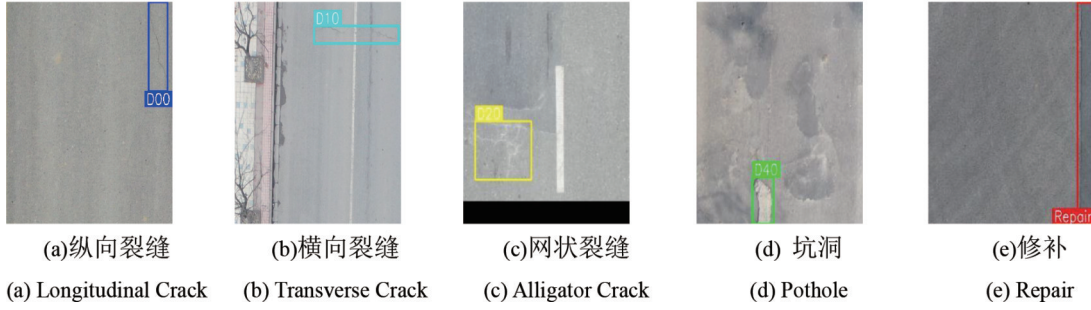 D00
D10
D20
D40
Repair
(a)纵向裂缝
(b)横向裂缝
(c)网状裂缝
(d) 坑洞
(e)修补
(a) Longitudinal Crack
(b) Transverse Crack
(c) Alligator Crack
(d) Pothole
(e) Repair